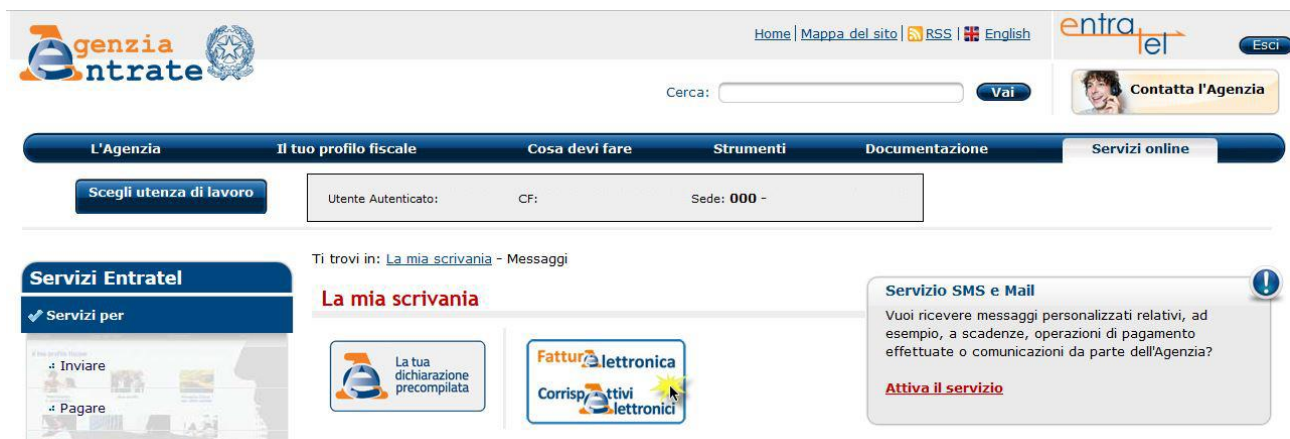 Agenzia
Entrate
Home | Mappa del sito | RSS | English
entratel
Esci
Cerca:
Vai
Contatta l'Agenzia
L'Agenzia
Il tuo profilo fiscale
Cosa devi fare
Strumenti
Documentazione
Servizi online
Scegli utenza di lavoro
Utente Autenticato:
CF:
Sede: 000 -
Ti trovi in: La mia scrivania - Messaggi
Servizi Entratel
Servizi per
Inviare
Pagare
La mia scrivania
La tua
dichiarazione
precompilata
Fattura elettronica
Corrispettivi
elettronici
Servizio SMS e Mail
Vuoi ricevere messaggi personalizzati relativi, ad
esempio, a scadenze, operazioni di pagamento
effettuate o comunicazioni da parte dell'Agenzia?
Attiva il servizio